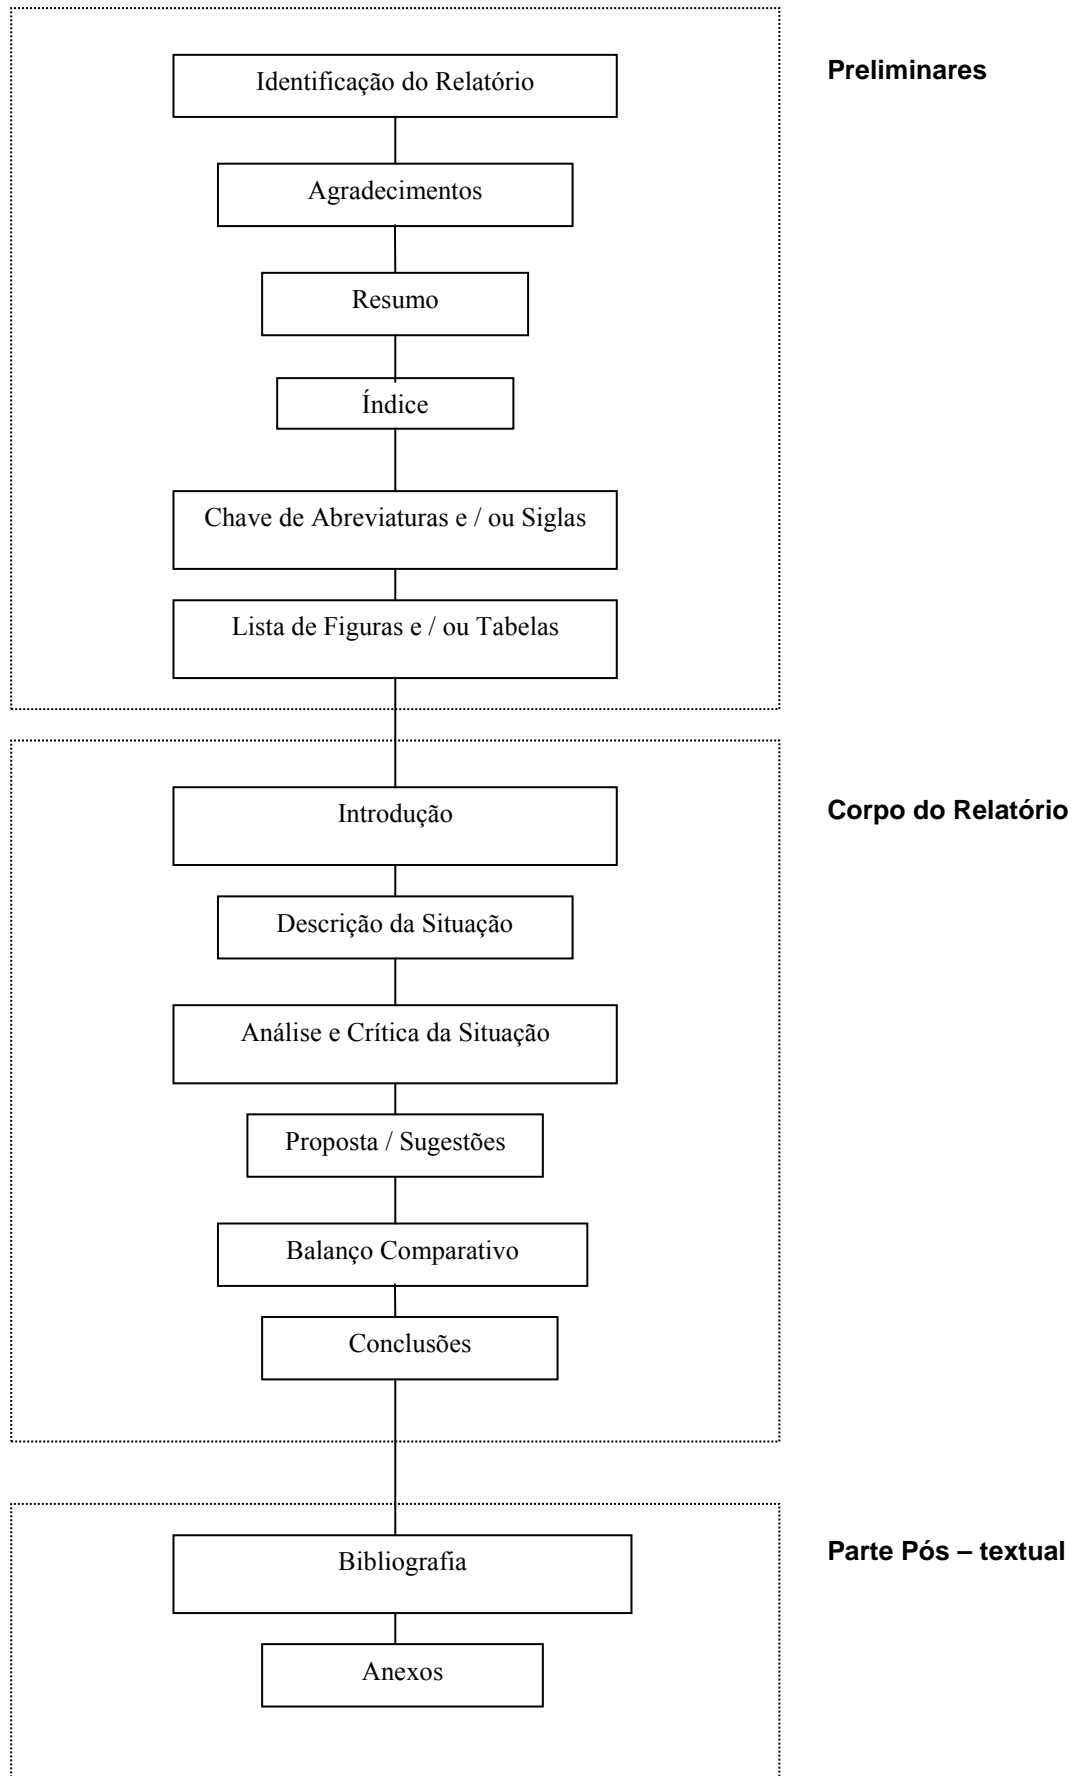 Preliminares
Identificação do Relatório
Agradecimentos
Resumo
Índice
Chave de Abreviaturas e / ou Siglas
Lista de Figuras e / ou Tabelas
Corpo do Relatório
Introdução
Descrição da Situação
Análise e Crítica da Situação
Proposta / Sugestões
Balanço Comparativo
Conclusões
Parte Pós – textual
Bibliografia
Anexos